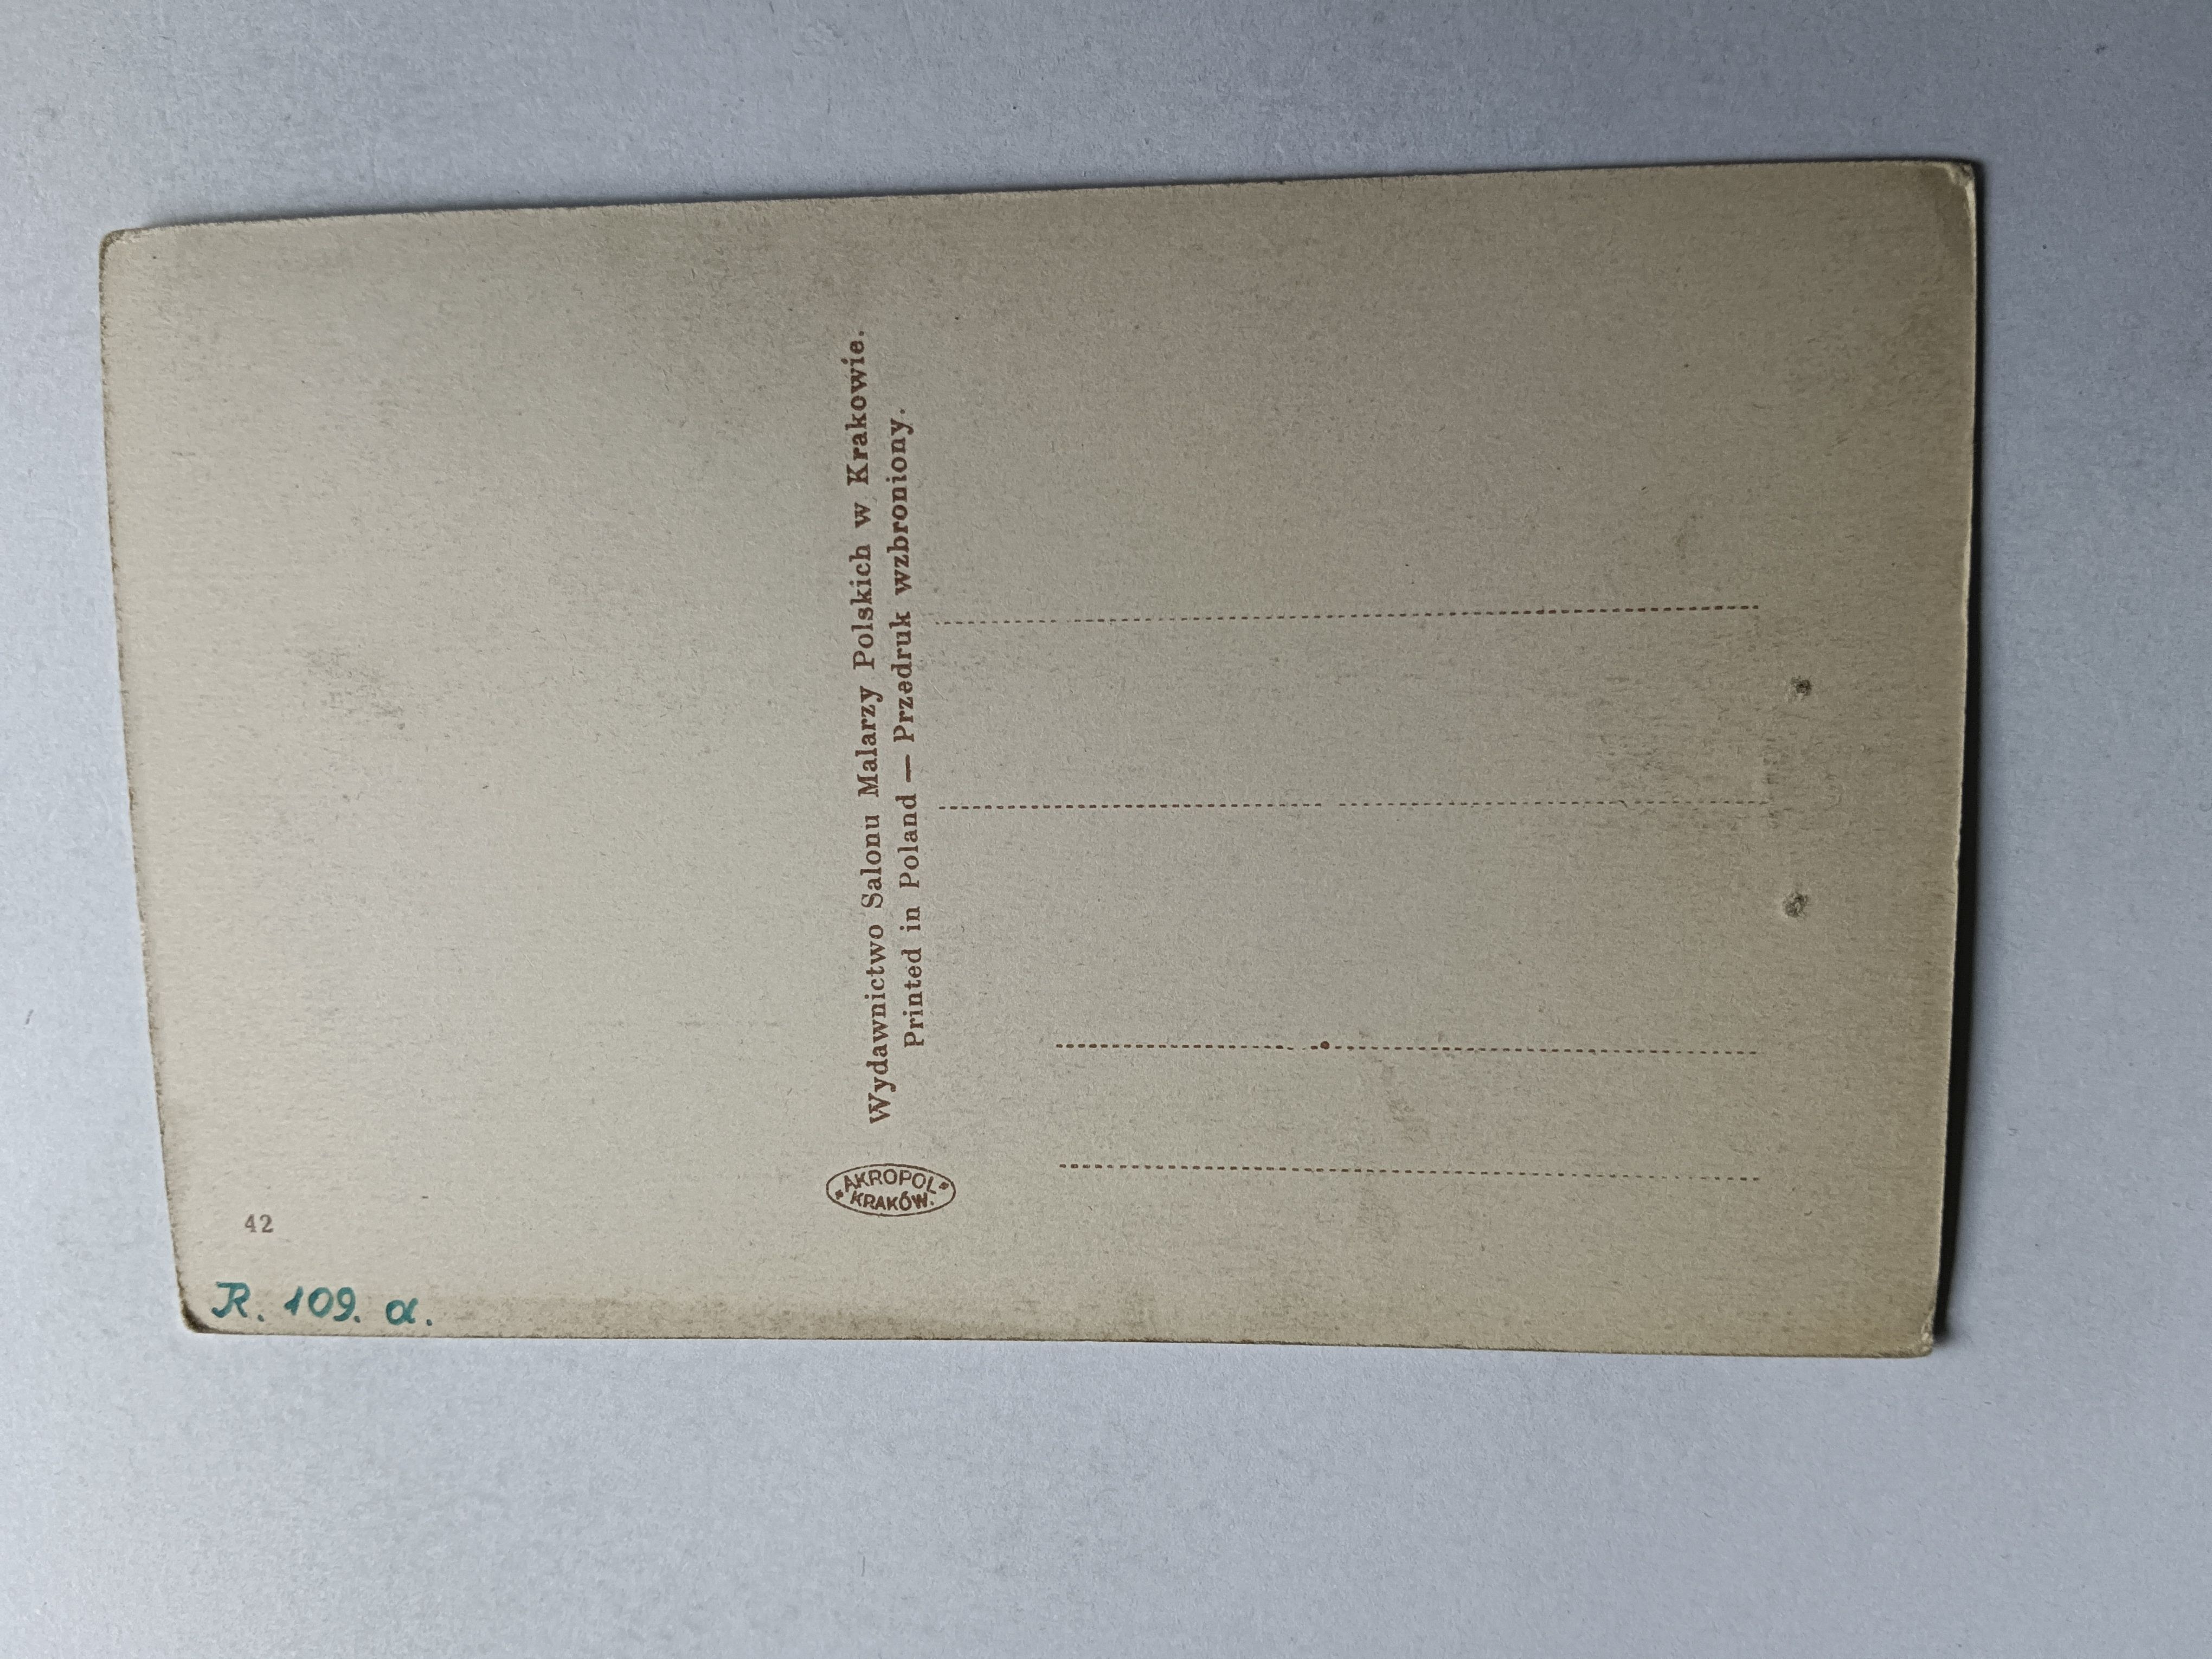 Wydawnictwo Salonu Malarzy Polskich w Krakowie.
Printed in Poland — Przedruk wzbroniony.
AKROPOL
KRAKÓW.
42
R. 109. a.